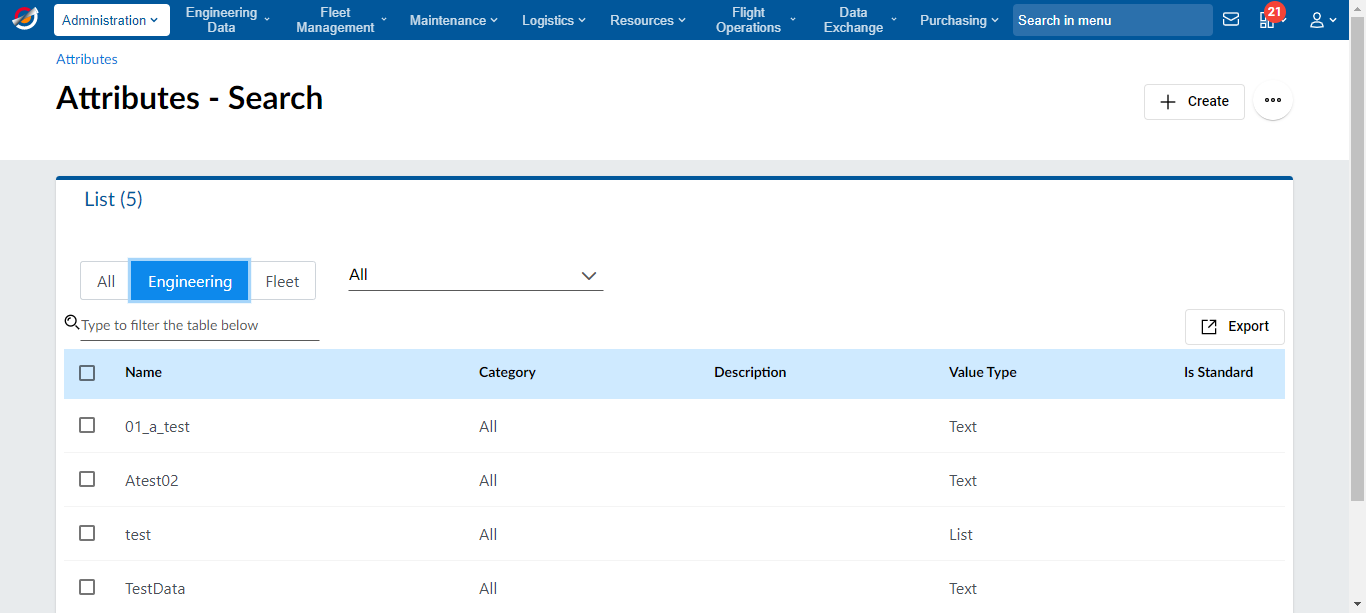 Administration
Engineering
Data
Fleet
Management
Maintenance
Logistics
Resources
Flight
Operations
Data
Exchange
Purchasing
Search in menu
21
Attributes
Attributes - Search
Create
List (5)
All
Engineering
Fleet
All
Type to filter the table below
Export
Name Category Description Value Type Is Standard
01_a_test All Text
Atest02 All Text
test All List
TestData All Text